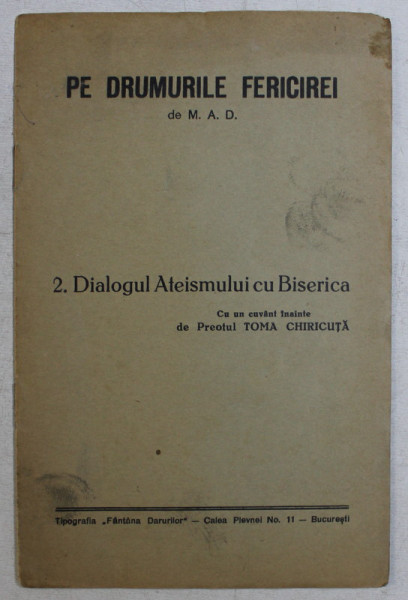 PE DRUMURILE FERICIREI
de M. A. D.
2. Dialogul Ateismului cu Biserica
Cu un cuvânt înainte
de Preotul TOMA CHIRICUȚĂ
Tipografia „Fântâna Darurilor" — Calea Plevnei No. 11 — București